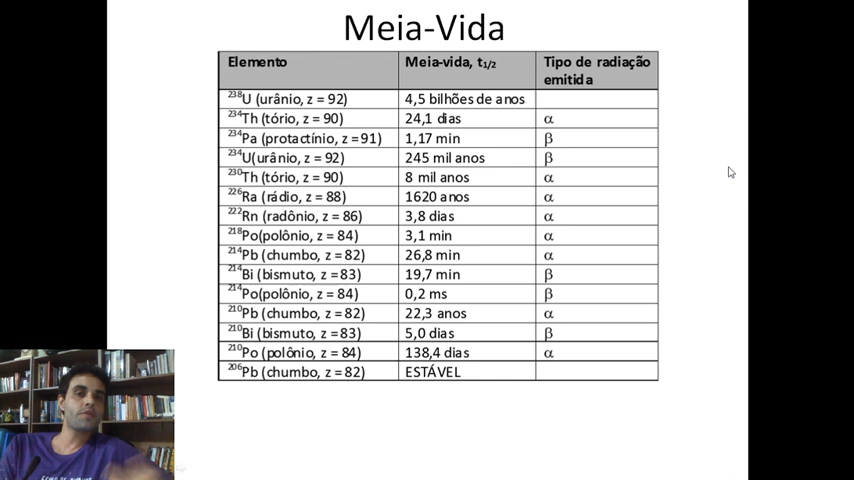 Meia-Vida
Elemento Meia-vida, t1/2 Tipo de radiação
emitida
238U (urânio, z = 92) 4,5 bilhões de anos
234Th (tório, z = 90) 24,1 dias α
234Pa (protactínio, z = 91) 1,17 min β
234U(urânio, z = 92) 245 mil anos β
230Th (tório, z = 90) 8 mil anos α
226Ra (rádio, z = 88) 1620 anos α
222Rn (radônio, z = 86) 3,8 dias α
218Po(polônio, z = 84) 3,1 min α
214Pb (chumbo, z = 82) 26,8 min α
214Bi (bismuto, z = 83) 19,7 min β
214Po(polônio, z = 84) 0,2 ms β
210Pb (chumbo, z = 82) 22,3 anos α
210Bi (bismuto, z = 83) 5,0 dias β
210Po (polônio, z = 84) 138,4 dias α
206Pb (chumbo, z = 82) ESTÁVEL